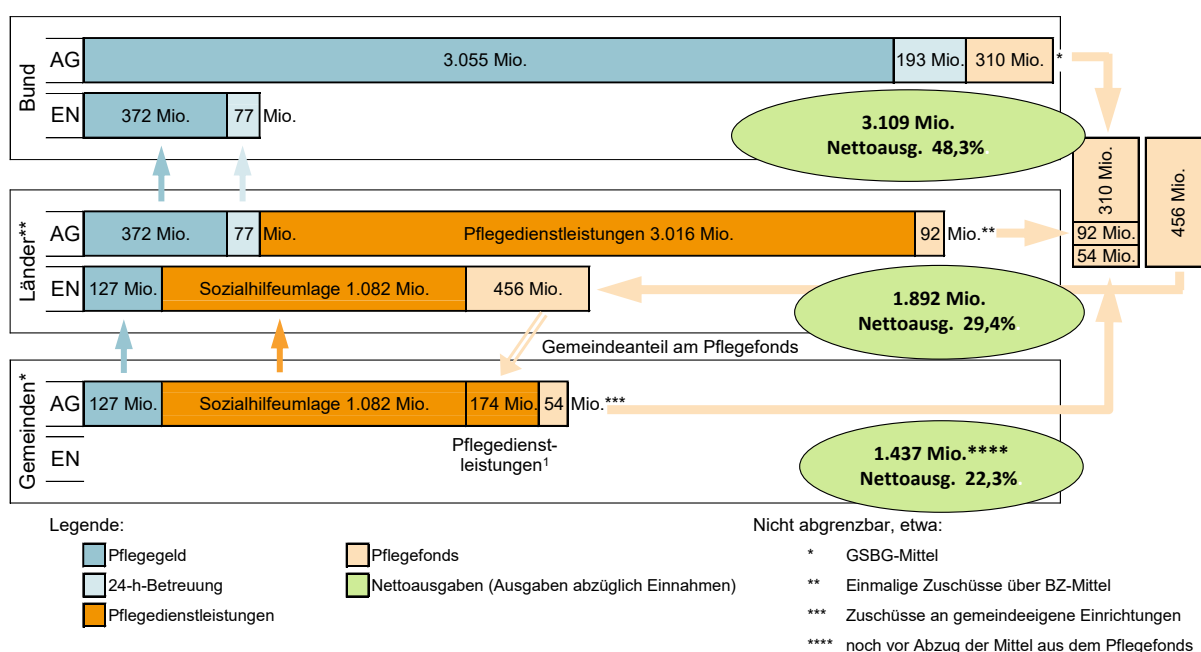 Bund
AG
3.055 Mio.
193 Mio.
310 Mio.
*
EN
372 Mio.
77
Mio.
3.109 Mio.
Nettoausg. 48,3%
310 Mio.
92 Mio.
54 Mio.
456 Mio.
Länder**
AG
372 Mio.
77
Mio.
Pflegedienstleistungen 3.016 Mio.
92
Mio.**
EN
127 Mio.
Sozialhilfeumlage 1.082 Mio.
456 Mio.
1.892 Mio.
Nettoausg. 29,4%
Gemeindeanteil am Pflegefonds
Gemeinden*
AG
127 Mio.
Sozialhilfeumlage 1.082 Mio.
174 Mio.
54
Mio.***
EN
Pflegedienst-
leistungen¹
1.437 Mio.****
Nettoausg. 22,3%
Legende:
Pflegegeld
24-h-Betreuung
Pflegedienstleistungen
Pflegefonds
Nettoausgaben (Ausgaben abzüglich Einnahmen)
Nicht abgrenzbar, etwa:
* GSBG-Mittel
** Einmalige Zuschüsse über BZ-Mittel
*** Zuschüsse an gemeindeeigene Einrichtungen
**** noch vor Abzug der Mittel aus dem Pflegefonds